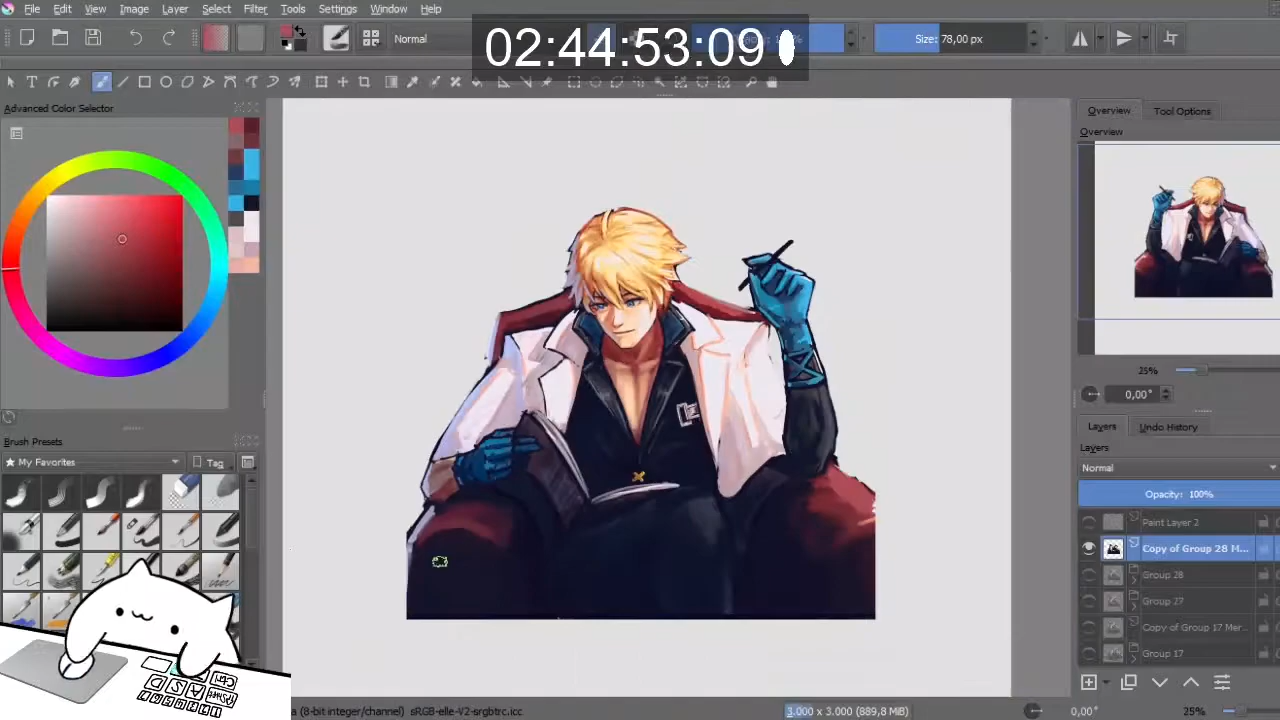 File Edit View Image Layer Select Filter Tools Settings Window Help
Normal
02:44:53:09
Size: 78,00 px
Advanced Color Selector
Overview Tool Options
Overview
25%
0,00°
Layers Undo History
Layers
Normal
Opacity: 100%
Paint Layer 2
Copy of Group 28 M...
Group 28
Group 27
Copy of Group 17 Mer...
Group 17
Brush Presets
My Favorites
Tag
(8-bit integer/channel) sRGB-elle-V2-srgbtrc.icc
3.000 x 3.000 (889,8 MiB)
0,00°
25%